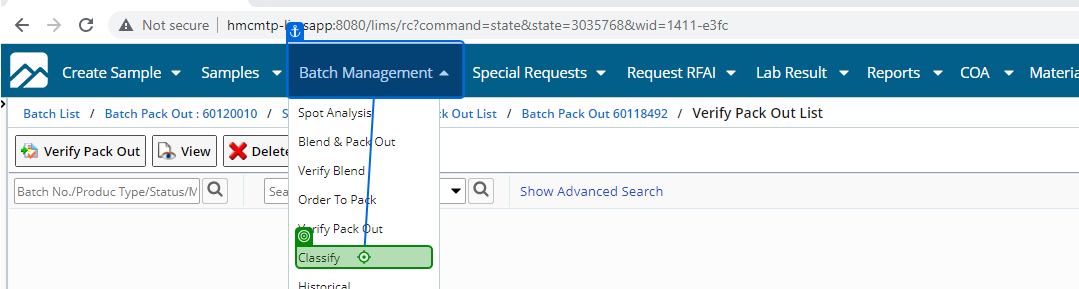 Not secure | hmcmtp-l sapp:8080/lims/rc?command=state&state=3035768&wid=1411-e3fc
Create Sample Samples Batch Management Special Requests Request RFAI Lab Result Reports COA Materia
Batch List / Batch Pack Out : 60120010 / S ck Out List / Batch Pack Out 60118492 / Verify Pack Out List
Verify Pack Out View Delete
Batch No./Produc Type/Status/M Sea Show Advanced Search
Spot Analysis
Blend & Pack Out
Verify Blend
Order To Pack
Verify Pack Out
Classify
Historical